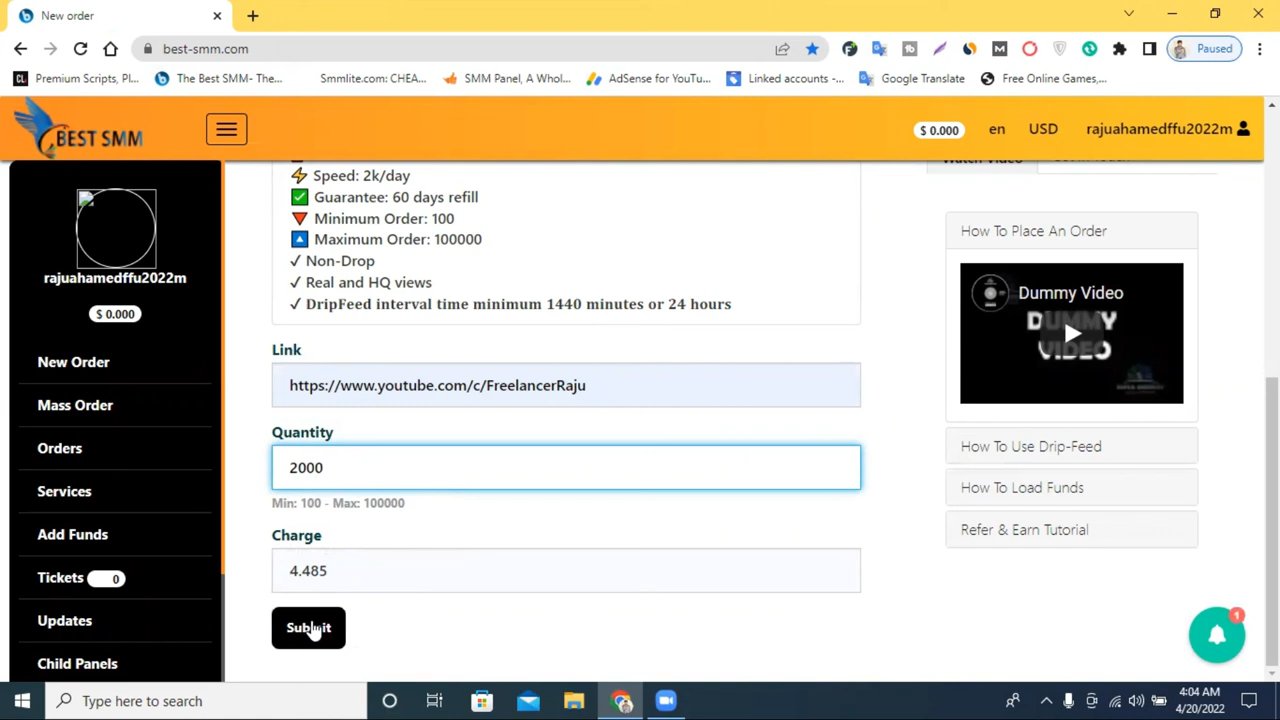 New order
best-smm.com
Paused
Premium Scripts, Pl...
The Best SMM- The...
Smmlite.com: CHEA...
SMM Panel, A Whol...
AdSense for YouTu...
Linked accounts -...
Google Translate
Free Online Games,...
BEST SMM
$ 0.000
en
USD
rajuahamedffu2022m
rajuahamedffu2022m
$ 0.000
New Order
Mass Order
Orders
Services
Add Funds
Tickets 0
Updates
Child Panels
Speed: 2k/day
Guarantee: 60 days refill
Minimum Order: 100
Maximum Order: 100000
✓ Non-Drop
✓ Real and HQ views
✓ DripFeed interval time minimum 1440 minutes or 24 hours
Link
https://www.youtube.com/c/FreelancerRaju
Quantity
2000
Min: 100 - Max: 100000
Charge
4.485
Submit
Watch Video
How To Place An Order
Dummy Video
DUMMY
VIDEO
How To Use Drip-Feed
How To Load Funds
Refer & Earn Tutorial
1
Type here to search
4:04 AM
4/20/2022